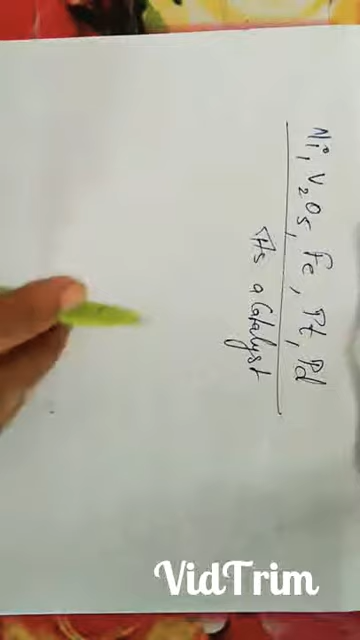 Ni, V₂O₅, Fe, Pt, Pd
As a Catalyst
VidTrim